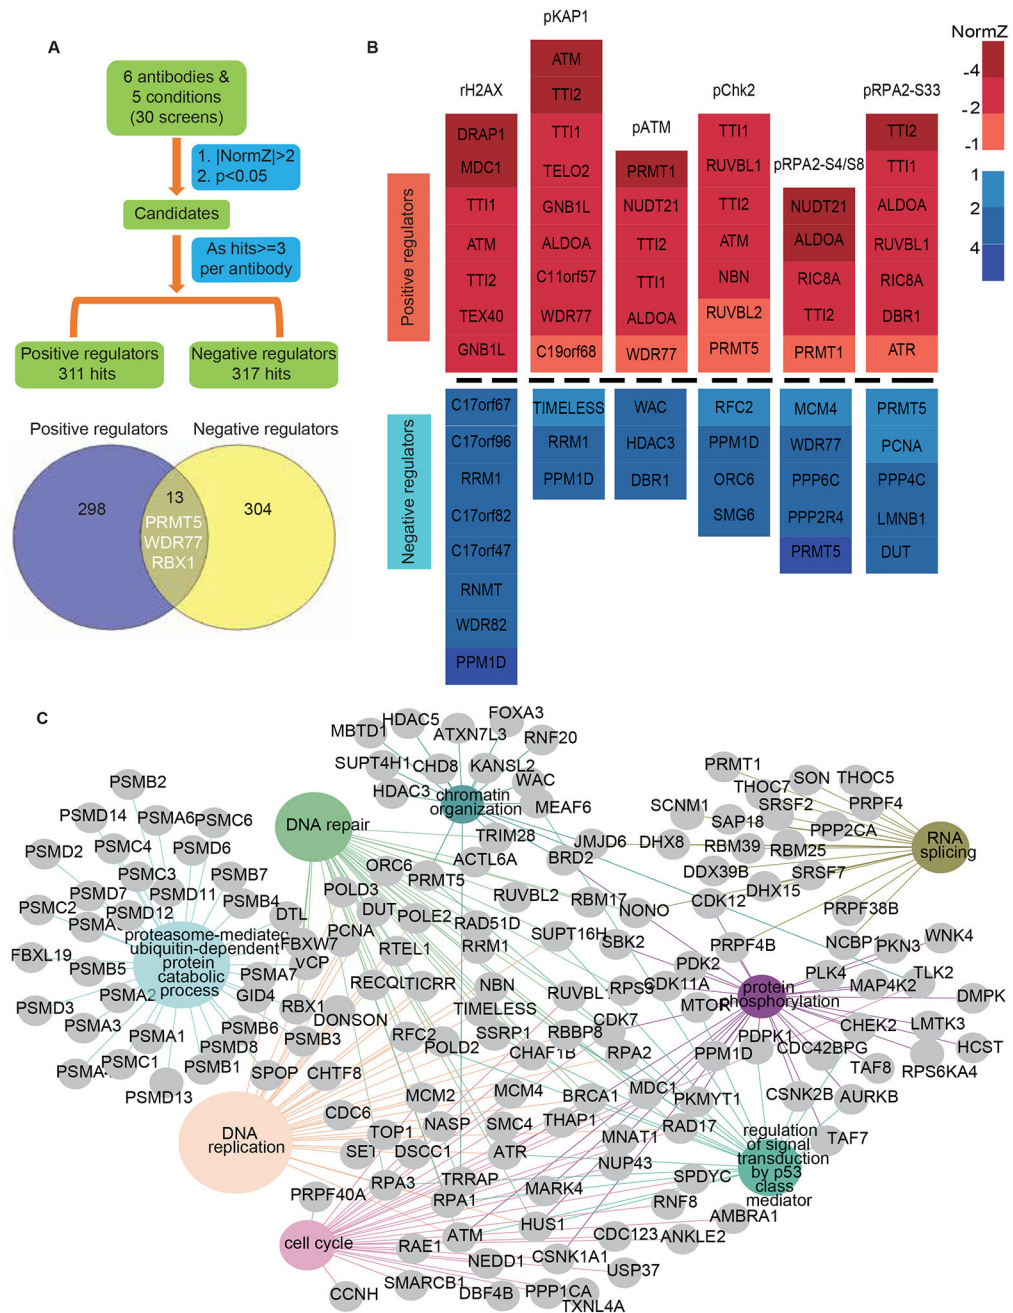 A
6 antibodies &
5 conditions
(30 screens)
1. |NormZ|>2
2. p<0.05
Candidates
As hits>=3
per antibody
Positive regulators
311 hits
Negative regulators
317 hits
Positive regulators
Negative regulators
298
13
304
PRMT5
WDR77
RBX1
B
NormZ
-4
-2
-1
1
2
4
Positive regulators
Negative regulators
rH2AX
DRAP1
MDC1
TTI1
ATM
TTI2
TEX40
GNB1L
C17orf67
C17orf96
RRM1
C17orf82
C17orf47
RNMT
WDR82
PPM1D
pKAP1
ATM
TTI2
TTI1
TELO2
GNB1L
ALDOA
C11orf57
WDR77
C19orf68
TIMELESS
RRM1
PPM1D
pATM
PRMT1
NUDT21
TTI2
TTI1
ALDOA
WDR77
WAC
HDAC3
DBR1
pChk2
TTI1
RUVBL1
TTI2
ATM
NBN
RUVBL2
PRMT5
RFC2
PPM1D
ORC6
SMG6
pRPA2-S4/S8
NUDT21
ALDOA
RIC8A
TTI2
PRMT1
MCM4
WDR77
PPP6C
PPP2R4
PRMT5
pRPA2-S33
TTI2
TTI1
ALDOA
RUVBL1
RIC8A
DBR1
ATR
PRMT5
PCNA
PPP4C
LMNB1
DUT
C
MBTD1
HDAC5
ATXN7L3
FOXA3
RNF20
SUPT4H1
CHD8
KANSL2
WAC
HDAC3
chromatin
organization
MEAF6
TRIM28
DNA repair
PSMB2
PSMD14
PSMA6
PSMC6
PSMD2
PSMC4
PSMD6
PSMC3
PSMB7
PSMD7
PSMD11
PSMC2
PSMD12
PSMB4
PSMA
proteasome-mediated
ubiquitin-dependent
protein
catabolic
process
FBXL19
PSMB5
PSMA7
PSMA2
GID4
PSMD3
PSMA3
PSMA1
PSMB6
PSMD8
PSMB3
PSMA
PSMC1
PSMB1
PSMD13
DTL
FBXW7
VCP
RBX1
DONSON
SPOP
CHTF8
ORC6
ACTL6A
PRMT5
POLD3
DUT
POLE2
PCNA
RTEL1
RAD51D
RRM1
RECQL
TICRR
NBN
TIMELESS
RFC2
POLD2
SSRP1
CHAF1B
RUVBL2
SUPT16H
RUVBL
RBBP8
RPA2
CDK7
BRD2
JMJD6
RBM17
NONO
SBK2
RPS3
CDK11A
PRMT1
THOC7
SON
THOC5
SCNM1
SRSF2
PRPF4
SAP18
PPP2CA
DHX8
RBM39
RBM25
RNA
splicing
DDX39B
SRSF7
DHX15
CDK12
PRPF38B
PRPF4B
NCBP1
PKN3
WNK4
PDK2
PLK4
TLK2
MAP4K2
protein
phosphorylation
MTOR
DMPK
CHEK2
LMTK3
HCST
PDPK1
CDC42BPG
RPS6KA4
TAF8
PPM1D
CSNK2B
AURKB
TAF7
MDC1
PKMYT1
RAD17
regulation
of signal
transduction
by p53
class
mediator
DNA
replication
CDC6
MCM2
MCM4
BRCA1
TOP1
NASP
SMC4
THAP1
SET
DSCC1
ATR
MNAT1
NUP43
RPA3
TRRAP
RPA1
MARK4
SPDYC
RNF8
AMBRA1
PRPF40A
HUS1
cell cycle
ATM
RAE1
NEDD1
CSNK1A1
CDC123
ANKLE2
USP37
CCNH
SMARCB1
DBF4B
PPP1CA
TXNL4A